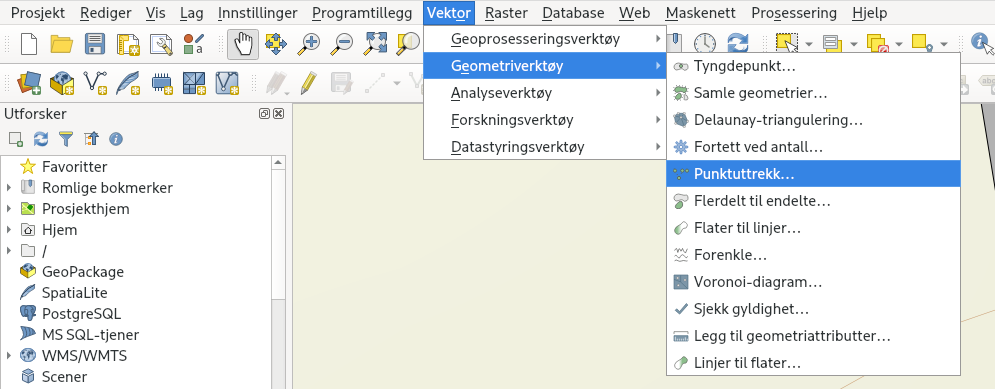 Prosjekt Rediger Vis Lag Innstillinger Programtillegg Vektor Raster Database Web Maskenett Prosessering Hjelp
Geoprosesseringsverktøy
Geometriverktøy
Analyseverktøy
Forskningsverktøy
Datastyringsverktøy
Tyngdepunkt...
Samle geometrier...
Delaunay-triangulering...
Fortett ved antall...
Punktuttrekk...
Flerdelt til endelte...
Flater til linjer...
Forenkle...
Voronoi-diagram...
Sjekk gyldighet...
Legg til geometriattributter...
Linjer til flater...
Utforsker
Favoritter
Romlige bokmerker
Prosjekthjem
Hjem
/
GeoPackage
SpatiaLite
PostgreSQL
MS SQL-tjener
WMS/WMTS
Scener